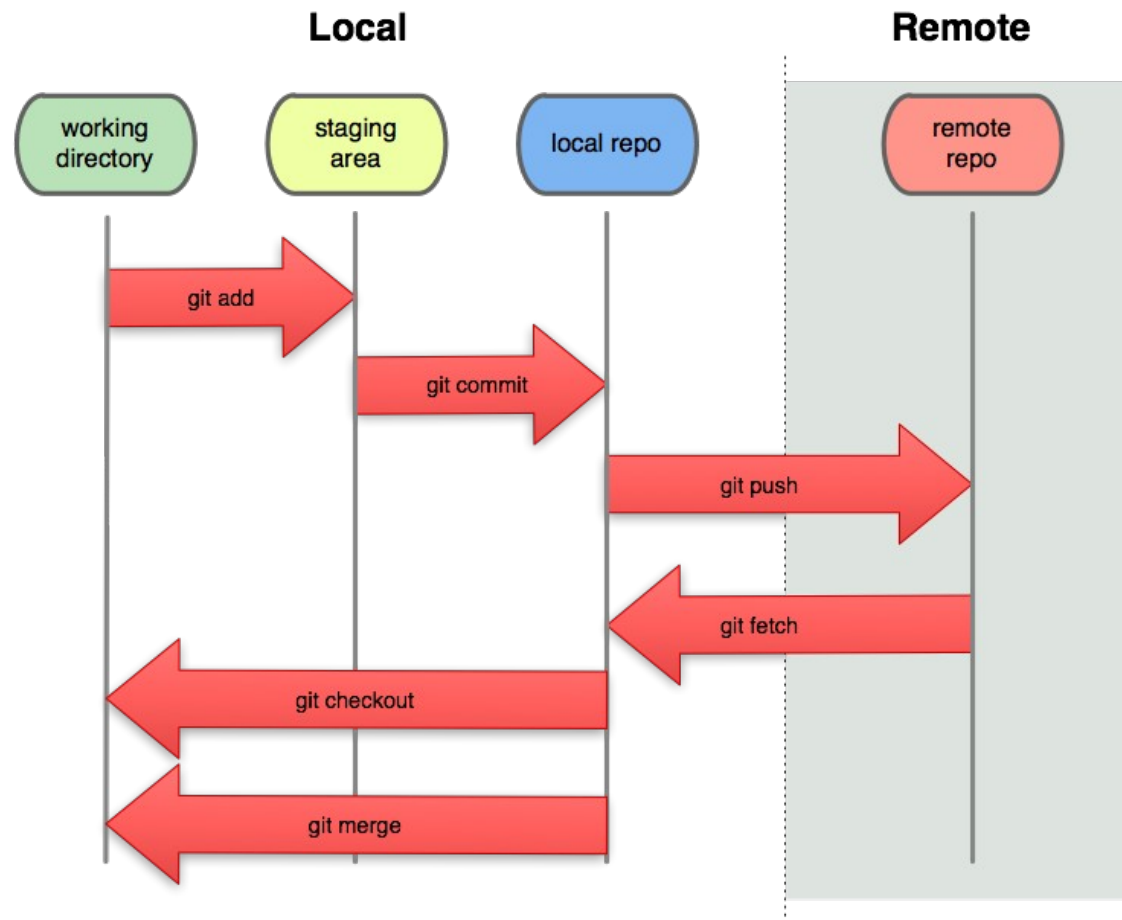 Local
Remote
working
directory
staging
area
local repo
remote
repo
git add
git commit
git push
git fetch
git checkout
git merge